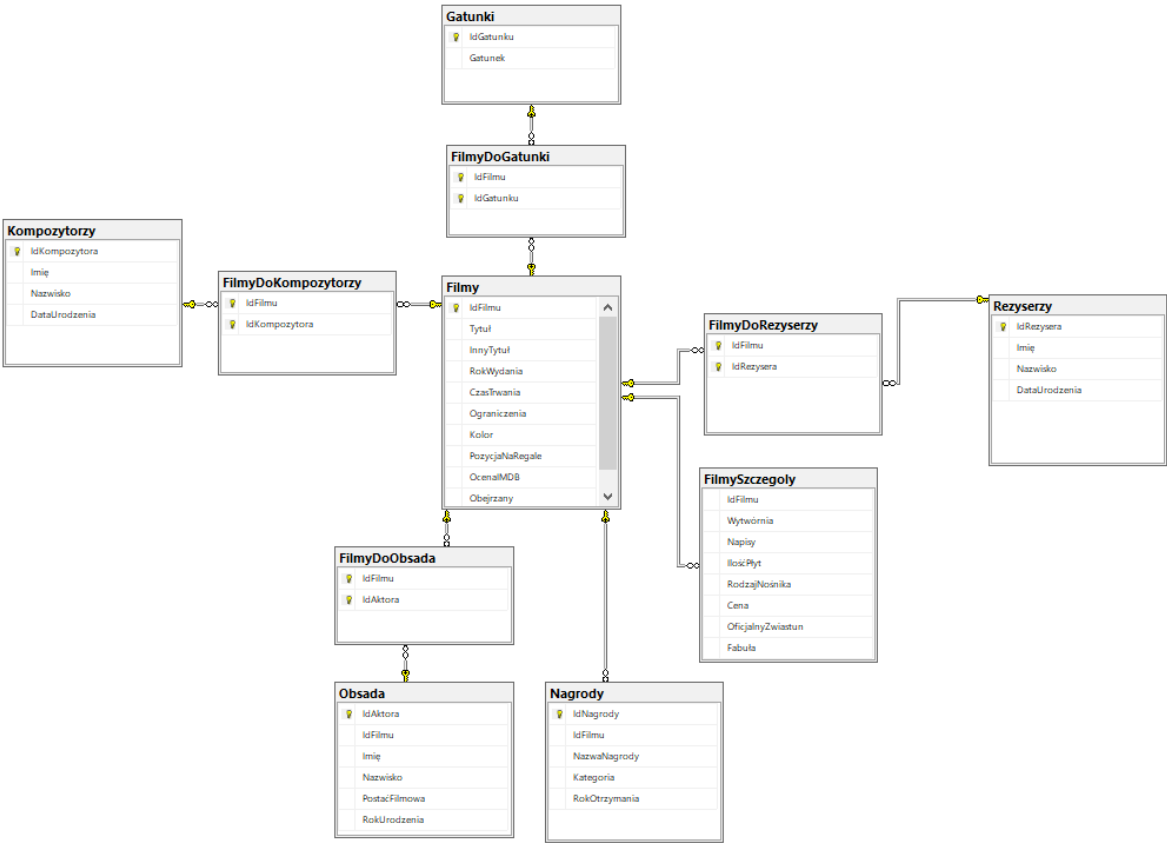 Gatunki
IdGatunku
Gatunek
FilmyDoGatunki
IdFilmu
IdGatunku
Kompozytorzy
IdKompozytora
Imię
Nazwisko
DataUrodzenia
FilmyDoKompozytorzy
IdFilmu
IdKompozytora
Filmy
IdFilmu
Tytuł
InnyTytuł
RokWydania
CzasTrwania
Ograniczenia
Kolor
PozycjaNaRegale
OcenaIMDB
Obejrzany
FilmyDoRezyserzy
IdFilmu
IdRezysera
Rezyserzy
IdRezysera
Imię
Nazwisko
DataUrodzenia
FilmySzczegoly
IdFilmu
Wytwórnia
Napisy
IlośćPłyt
RodzajNośnika
Cena
OficjalnyZwiastun
Fabuła
FilmyDoObsada
IdFilmu
IdAktora
Obsada
IdAktora
IdFilmu
Imię
Nazwisko
PostaćFilmowa
RokUrodzenia
Nagrody
IdNagrody
IdFilmu
NazwaNagrody
Kategoria
RokOtrzymania